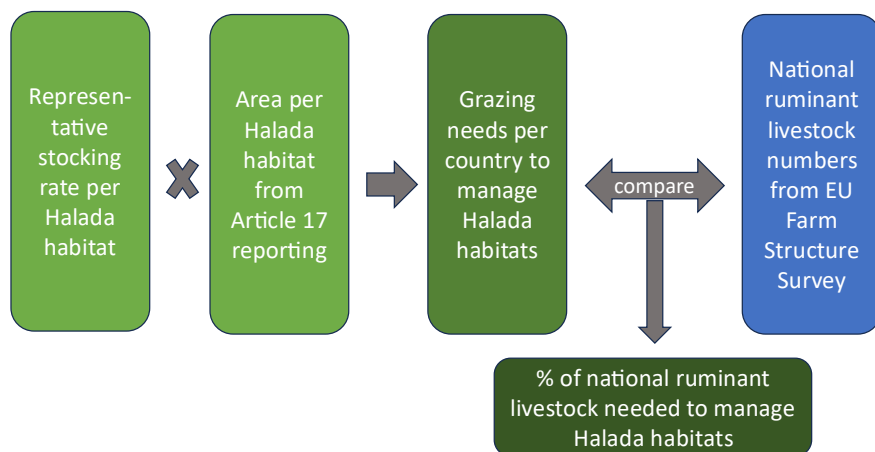 Represen-
tative
stocking
rate per
Halada
habitat
Area per
Halada
habitat
from
Article 17
reporting
Grazing
needs per
country to
manage
Halada
habitats
compare
National
ruminant
livestock
numbers
from EU
Farm
Structure
Survey
% of national ruminant
livestock needed to manage
Halada habitats